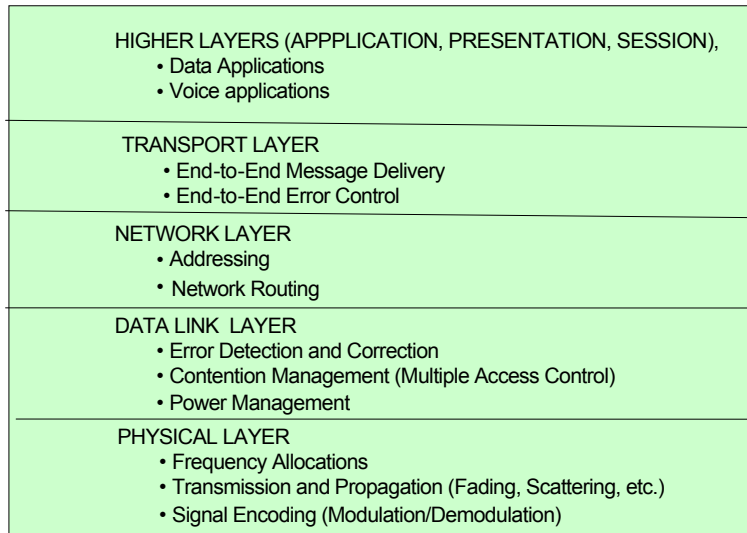 HIGHER LAYERS (APPPLICATION, PRESENTATION, SESSION),
• Data Applications
• Voice applications
TRANSPORT LAYER
• End-to-End Message Delivery
• End-to-End Error Control
NETWORK LAYER
• Addressing
• Network Routing
DATA LINK LAYER
• Error Detection and Correction
• Contention Management (Multiple Access Control)
• Power Management
PHYSICAL LAYER
• Frequency Allocations
• Transmission and Propagation (Fading, Scattering, etc.)
• Signal Encoding (Modulation/Demodulation)